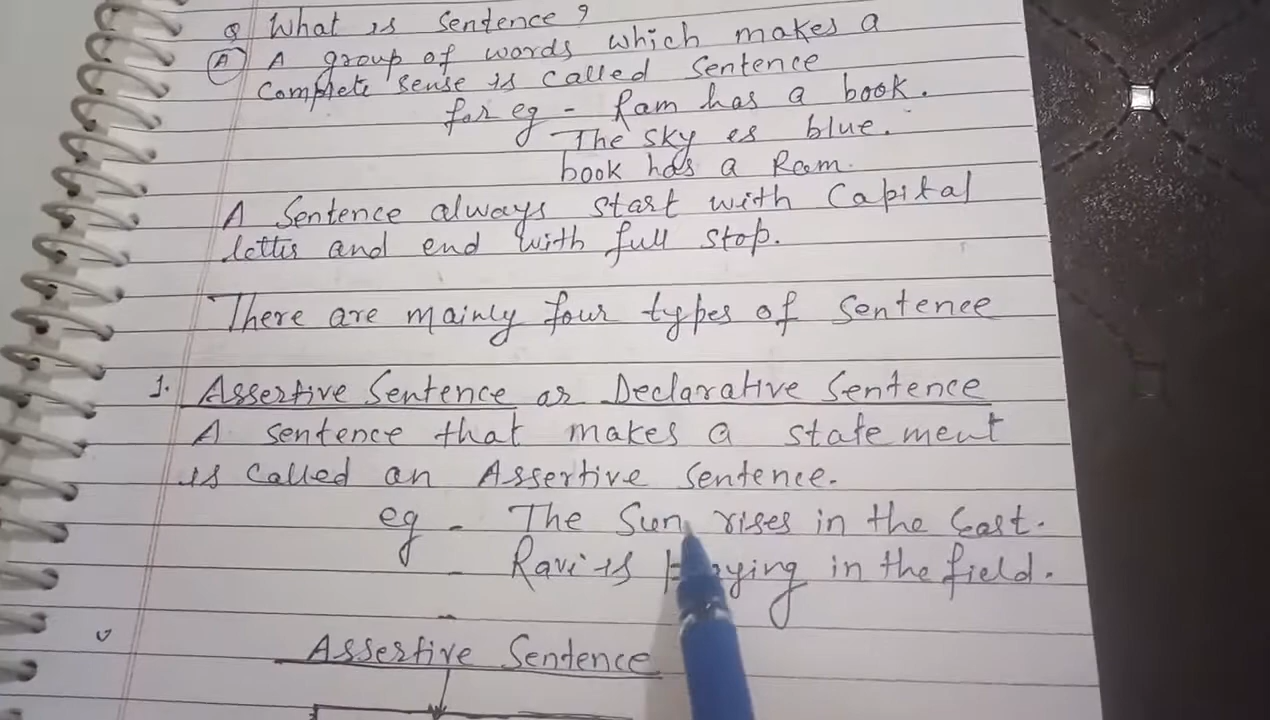 Q What is Sentence?
(A) A group of words which makes a
complete sense is called Sentence
for eg - Ram has a book.
The sky is blue.
book has a Ram.
A Sentence always start with Capital
letter and end with full stop.
There are mainly four types of Sentence
1. Assertive Sentence or Declarative Sentence
A sentence that makes a statement
is called an Assertive Sentence.
eg - The Sun rises in the East.
- Ravi is playing in the field.
Assertive Sentence